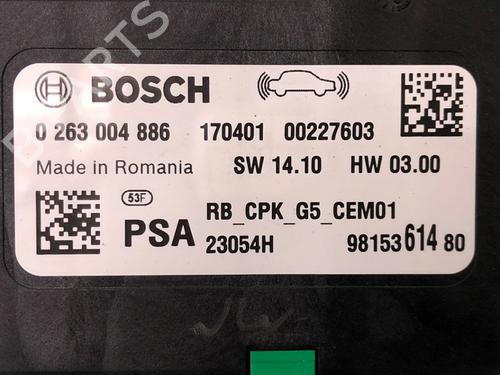 BOSCH
0 263 004 886 170401 00227603
Made in Romania SW 14.10 HW 03.00
53F
PSA RB_CPK_G5_CEM01
23054H 98153 614 80